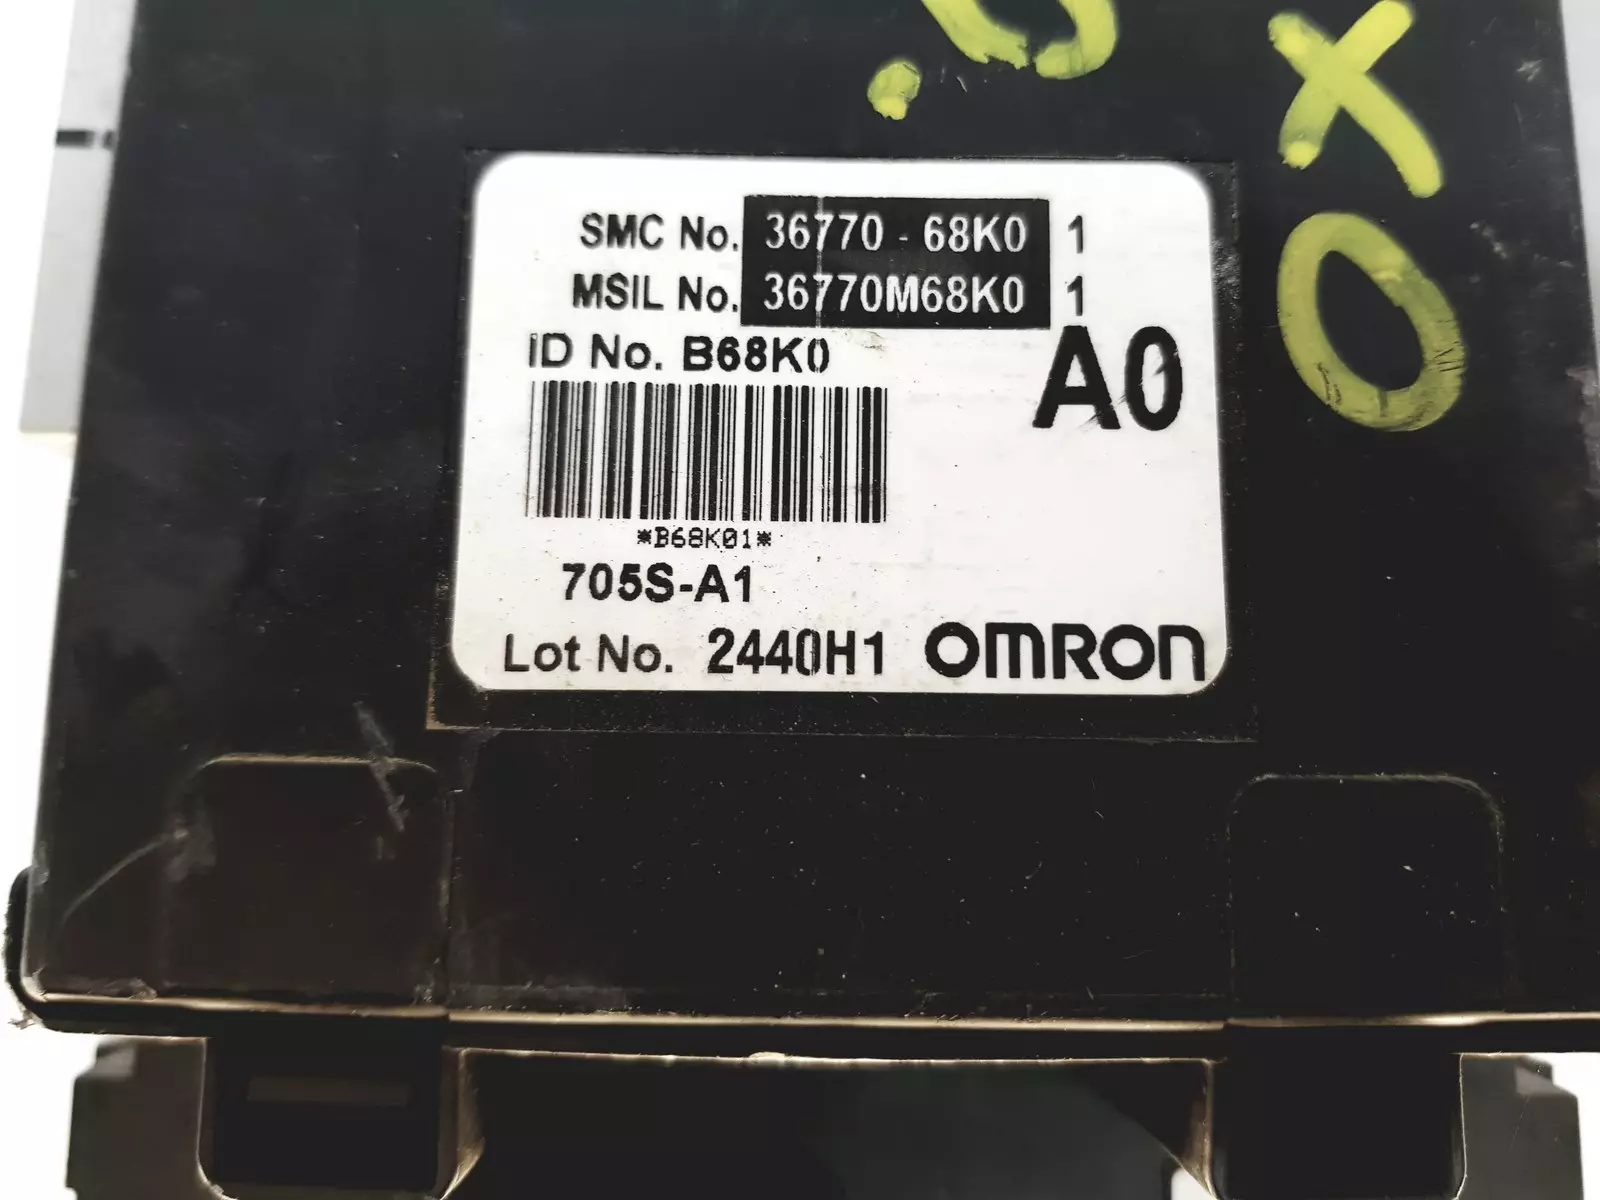 SMC No. 36770-68K0 1
MSIL No. 36770M68K0 1
ID No. B68K0
A0
*B68K01*
705S-A1
Lot No. 2440H1 OMRON
X0